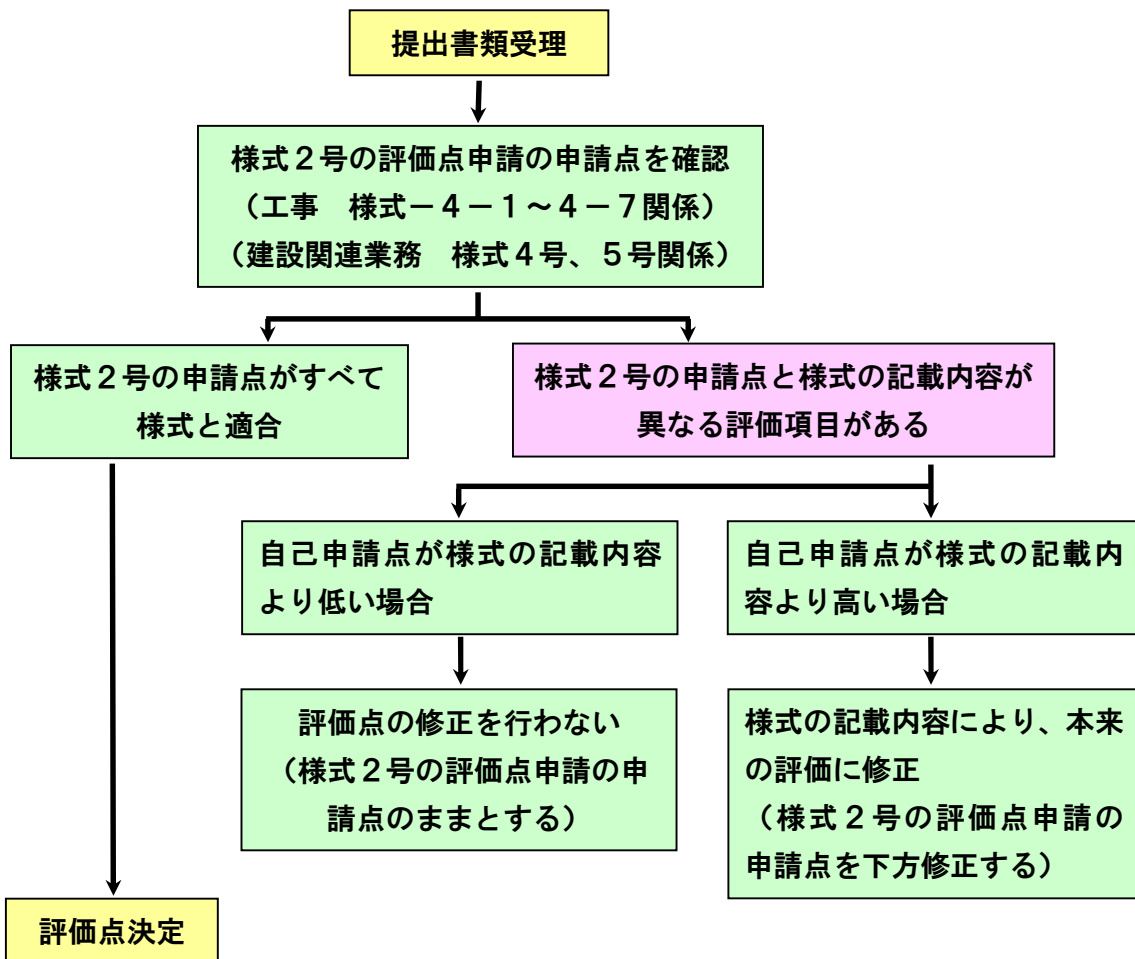 提出書類受理
様式２号の評価点申請の申請点を確認
（工事　様式－４－１～４－７関係）
（建設関連業務　様式４号、５号関係）
様式２号の申請点がすべて
様式と適合
様式２号の申請点と様式の記載内容が
異なる評価項目がある
自己申請点が様式の記載内容
より低い場合
自己申請点が様式の記載内
容より高い場合
評価点の修正を行わない
（様式２号の評価点申請の申
請点のままとする）
様式の記載内容により、本来
の評価に修正
（様式２号の評価点申請の
申請点を下方修正する）
評価点決定